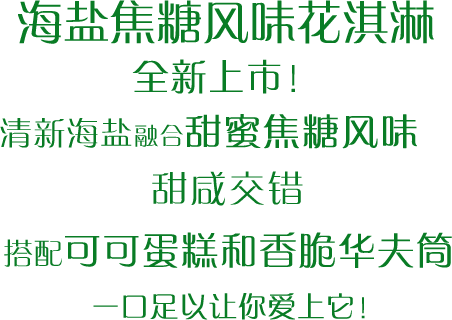 海盐焦糖风味花淇淋
全新上市！
清新海盐融合甜蜜焦糖风味
甜咸交错
搭配可可蛋糕和香脆华夫筒
一口足以让你爱上它！